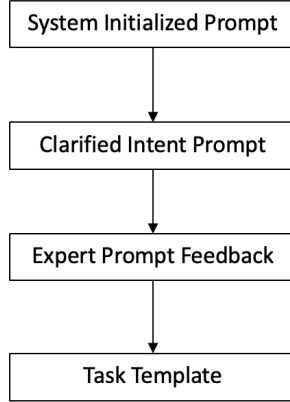 System Initialized Prompt
Clarified Intent Prompt
Expert Prompt Feedback
Task Template